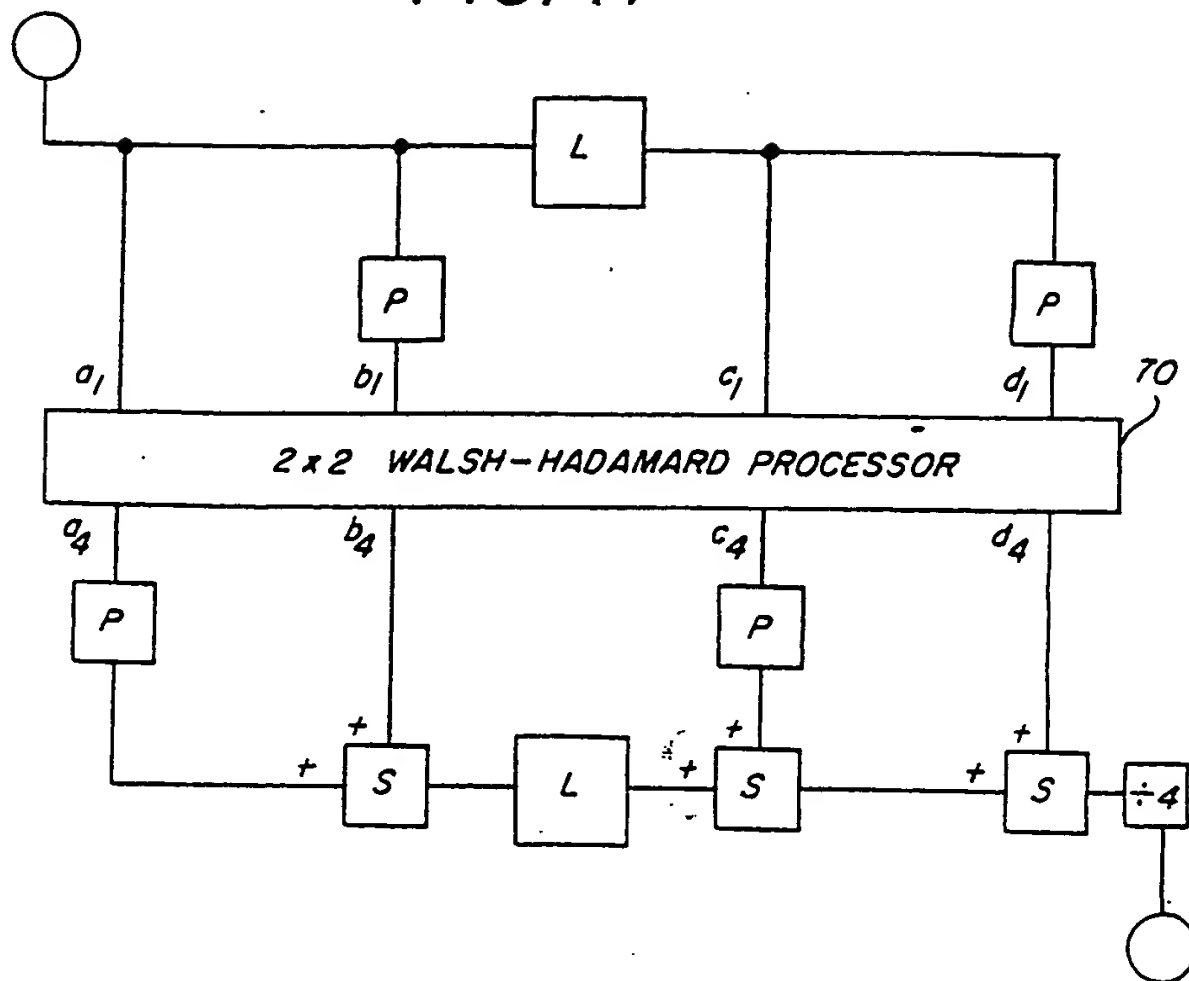 L
P P
a1 b1 c1 d1 70
2x2 WALSH-HADAMARD PROCESSOR
a4 b4 c4 d4
P P
+ + +
+ S L + S + S ÷4